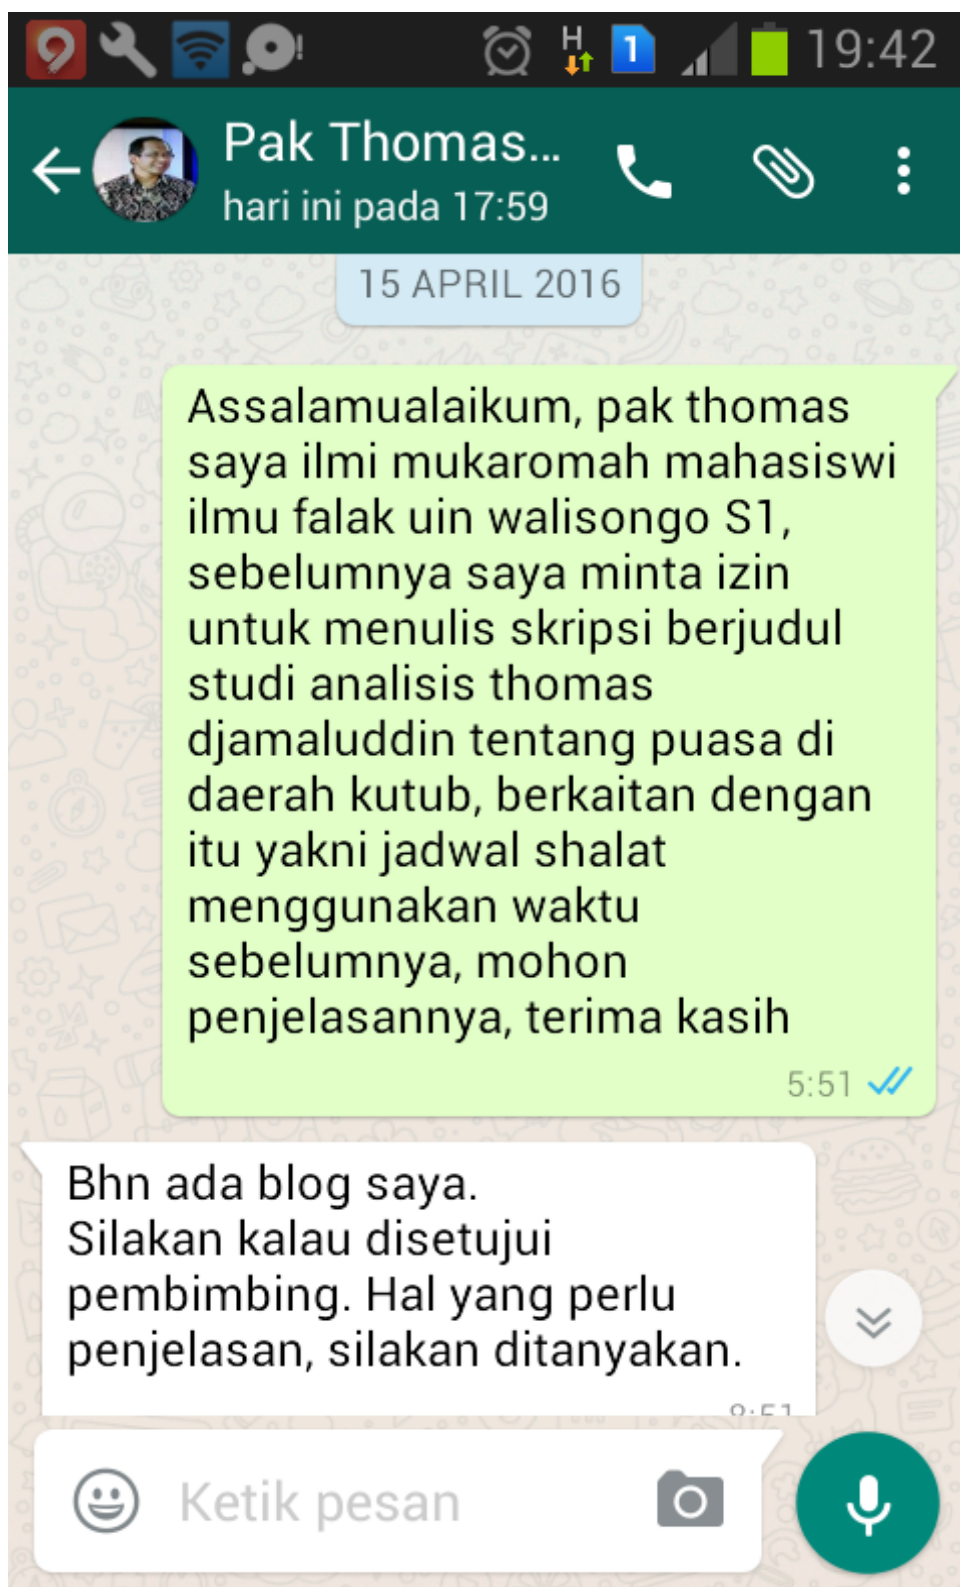 H
1
19:42
Pak Thomas...
hari ini pada 17:59
15 APRIL 2016
Assalamualaikum, pak thomas
saya ilmi mukaromah mahasiswi
ilmu falak uin walisongo S1,
sebelumnya saya minta izin
untuk menulis skripsi berjudul
studi analisis thomas
djamaluddin tentang puasa di
daerah kutub, berkaitan dengan
itu yakni jadwal shalat
menggunakan waktu
sebelumnya, mohon
penjelasannya, terima kasih
5:51
Bhn ada blog saya.
Silakan kalau disetujui
pembimbing. Hal yang perlu
penjelasan, silakan ditanyakan.
Ketik pesan